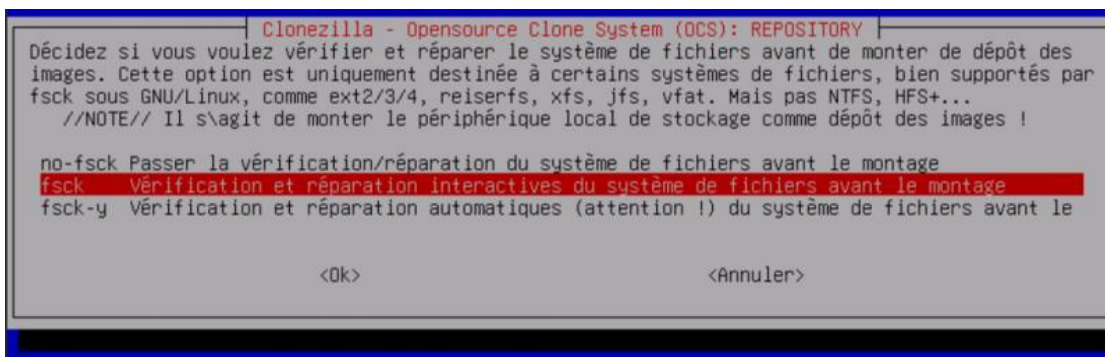 Clonezilla - Opensource Clone System (OCS): REPOSITORY
Décidez si vous voulez vérifier et réparer le système de fichiers avant de monter de dépôt des
images. Cette option est uniquement destinée à certains systèmes de fichiers, bien supportés par
fsck sous GNU/Linux, comme ext2/3/4, reiserfs, xfs, jfs, vfat. Mais pas NTFS, HFS+...
//NOTE// Il s\agit de monter le périphérique local de stockage comme dépôt des images !
no-fsck Passer la vérification/réparation du système de fichiers avant le montage
fsck Vérification et réparation interactives du système de fichiers avant le montage
fsck-y Vérification et réparation automatiques (attention !) du système de fichiers avant le
<Ok> <Annuler>